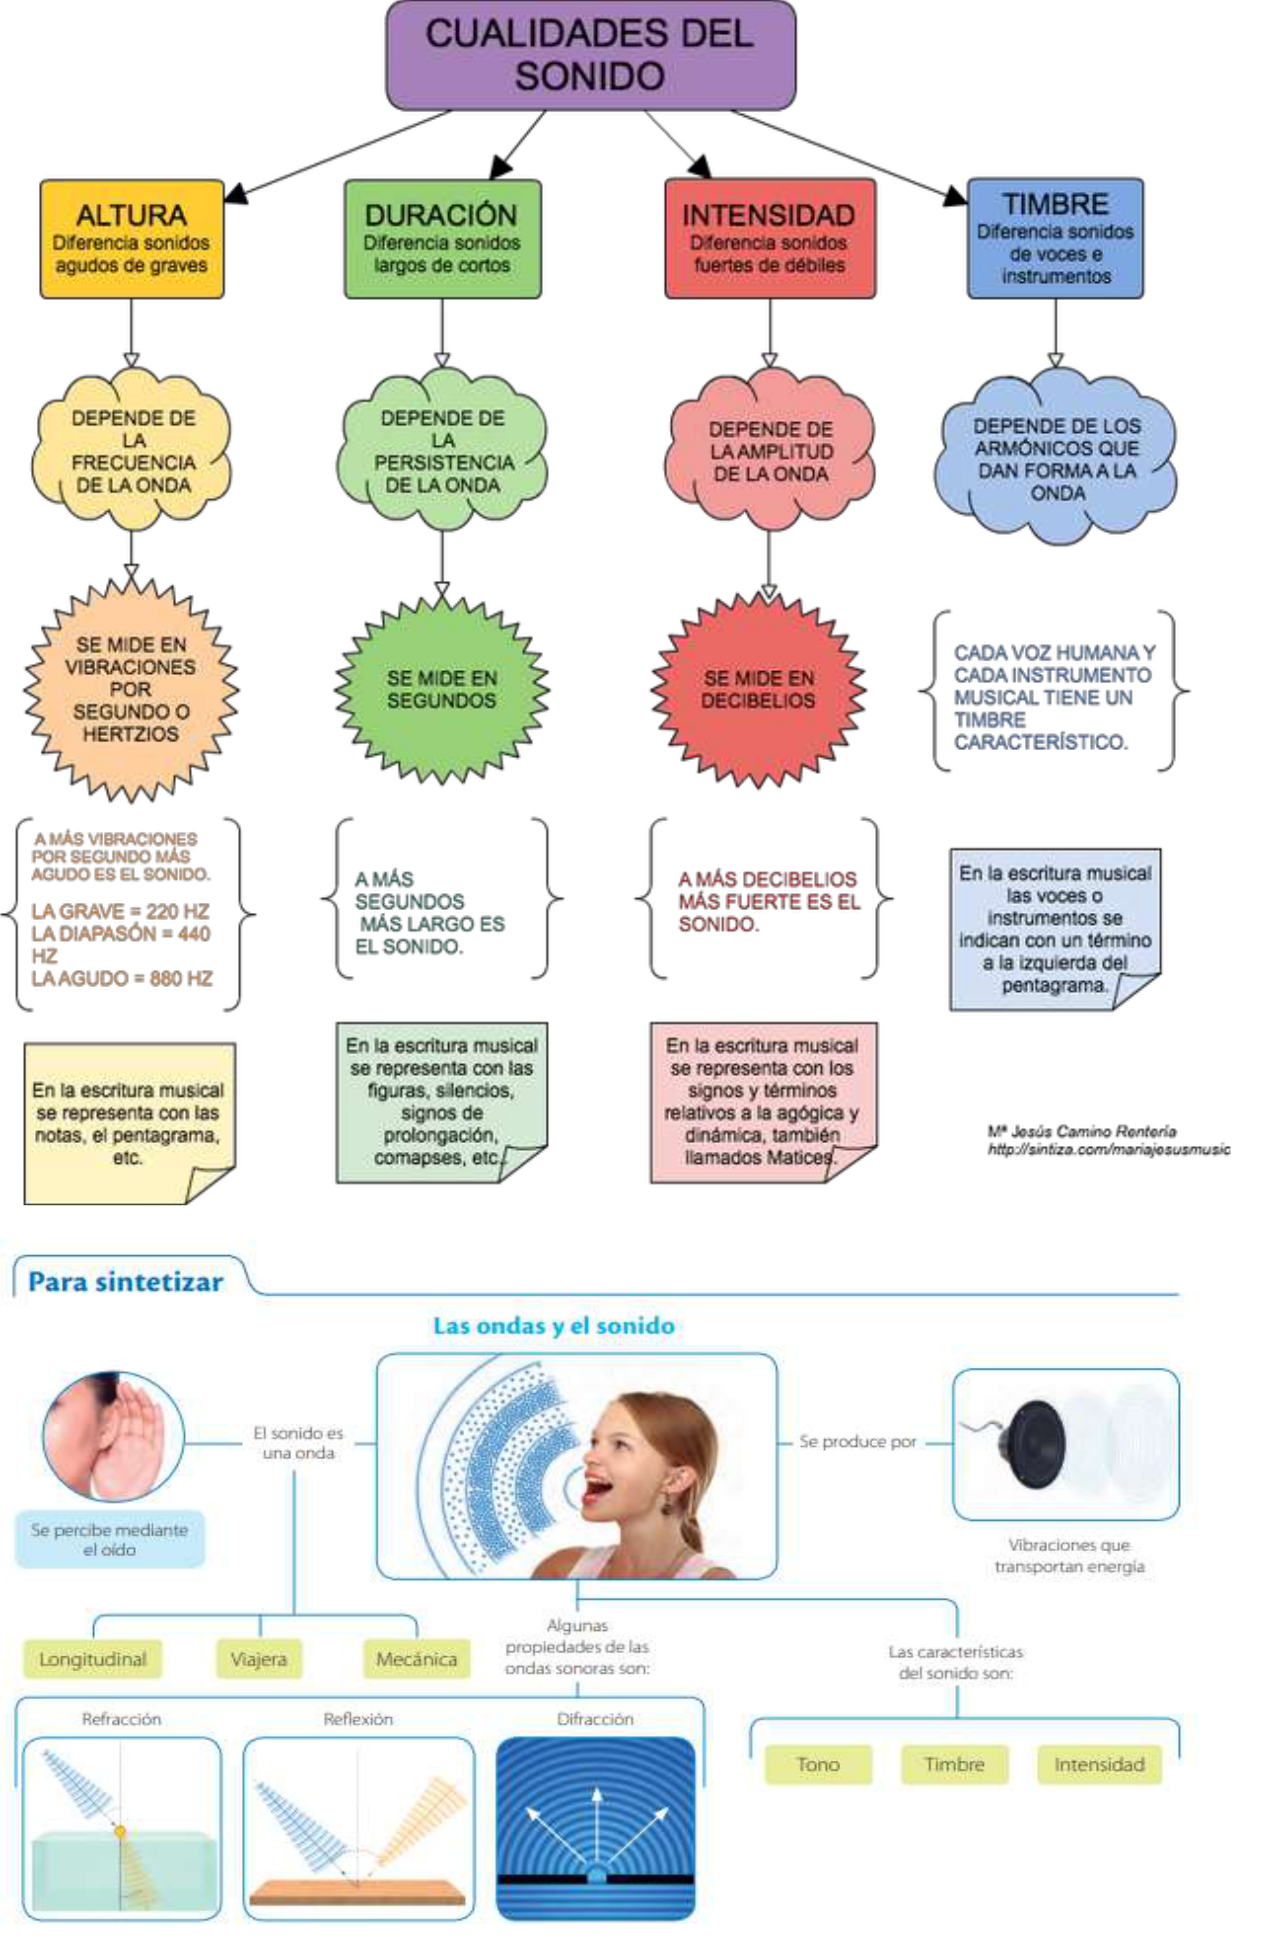 CUALIDADES DEL
SONIDO
ALTURA
Diferencia sonidos
agudos de graves
DURACIÓN
Diferencia sonidos
largos de cortos
INTENSIDAD
Diferencia sonidos
fuertes de débiles
TIMBRE
Diferencia sonidos
de voces e
instrumentos
DEPENDE DE
LA
FRECUENCIA
DE LA ONDA
DEPENDE DE
LA
PERSISTENCIA
DE LA ONDA
DEPENDE DE
LA AMPLITUD
DE LA ONDA
DEPENDE DE LOS
ARMÓNICOS QUE
DAN FORMA A LA
ONDA
SE MIDE EN
VIBRACIONES
POR
SEGUNDO O
HERTZIOS
SE MIDE EN
SEGUNDOS
SE MIDE EN
DECIBELIOS
CADA VOZ HUMANA Y
CADA INSTRUMENTO
MUSICAL TIENE UN
TIMBRE
CARACTERÍSTICO.
A MÁS VIBRACIONES
POR SEGUNDO MÁS
AGUDO ES EL SONIDO.
LA GRAVE = 220 HZ
LA DIAPASÓN = 440
HZ
LA AGUDO = 880 HZ
A MÁS
SEGUNDOS
MÁS LARGO ES
EL SONIDO.
A MÁS DECIBELIOS
MÁS FUERTE ES EL
SONIDO.
En la escritura musical
las voces o
instrumentos se
indican con un término
a la izquierda del
pentagrama.
En la escritura musical
se representa con las
notas, el pentagrama,
etc.
En la escritura musical
se representa con las
figuras, silencios,
signos de
prolongación,
comapses, etc.
En la escritura musical
se representa con los
signos y términos
relativos a la agógica y
dinámica, también
llamados Matices.
Mª Jesús Camino Rentería
http://sintiza.com/mariajesusmusic
Para sintetizar
Las ondas y el sonido
El sonido es
una onda
Se produce por
Se percibe mediante
el oído
Vibraciones que
transportan energía
Longitudinal
Viajera
Mecánica
Algunas
propiedades de las
ondas sonoras son:
Las características
del sonido son:
Refracción
Reflexión
Difracción
Tono
Timbre
Intensidad